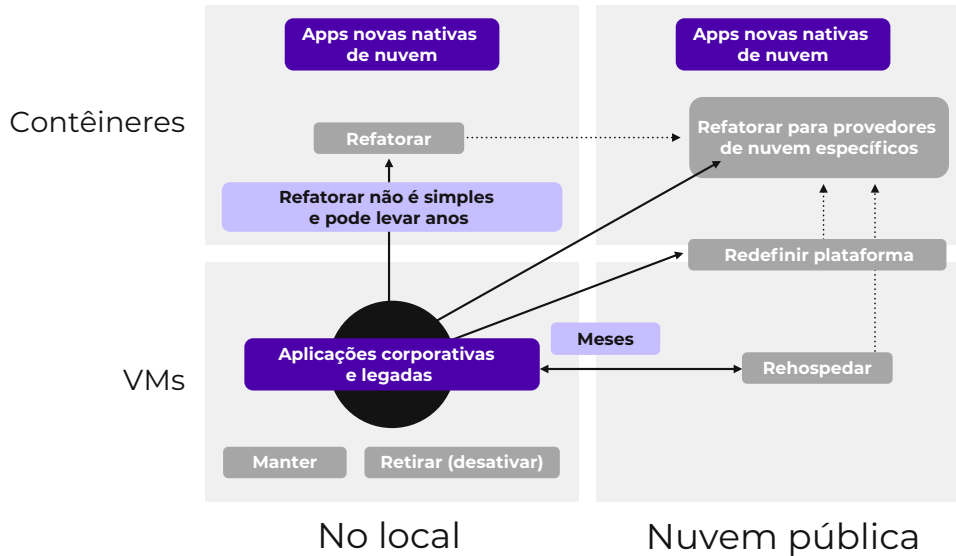 Apps novas nativas
de nuvem
Apps novas nativas
de nuvem
Contêineres
Refatorar
Refatorar para provedores
de nuvem específicos
Refatorar não é simples
e pode levar anos
Redefinir plataforma
Meses
Aplicações corporativas
e legadas
VMs
Rehospedar
Manter
Retirar (desativar)
No local
Nuvem pública